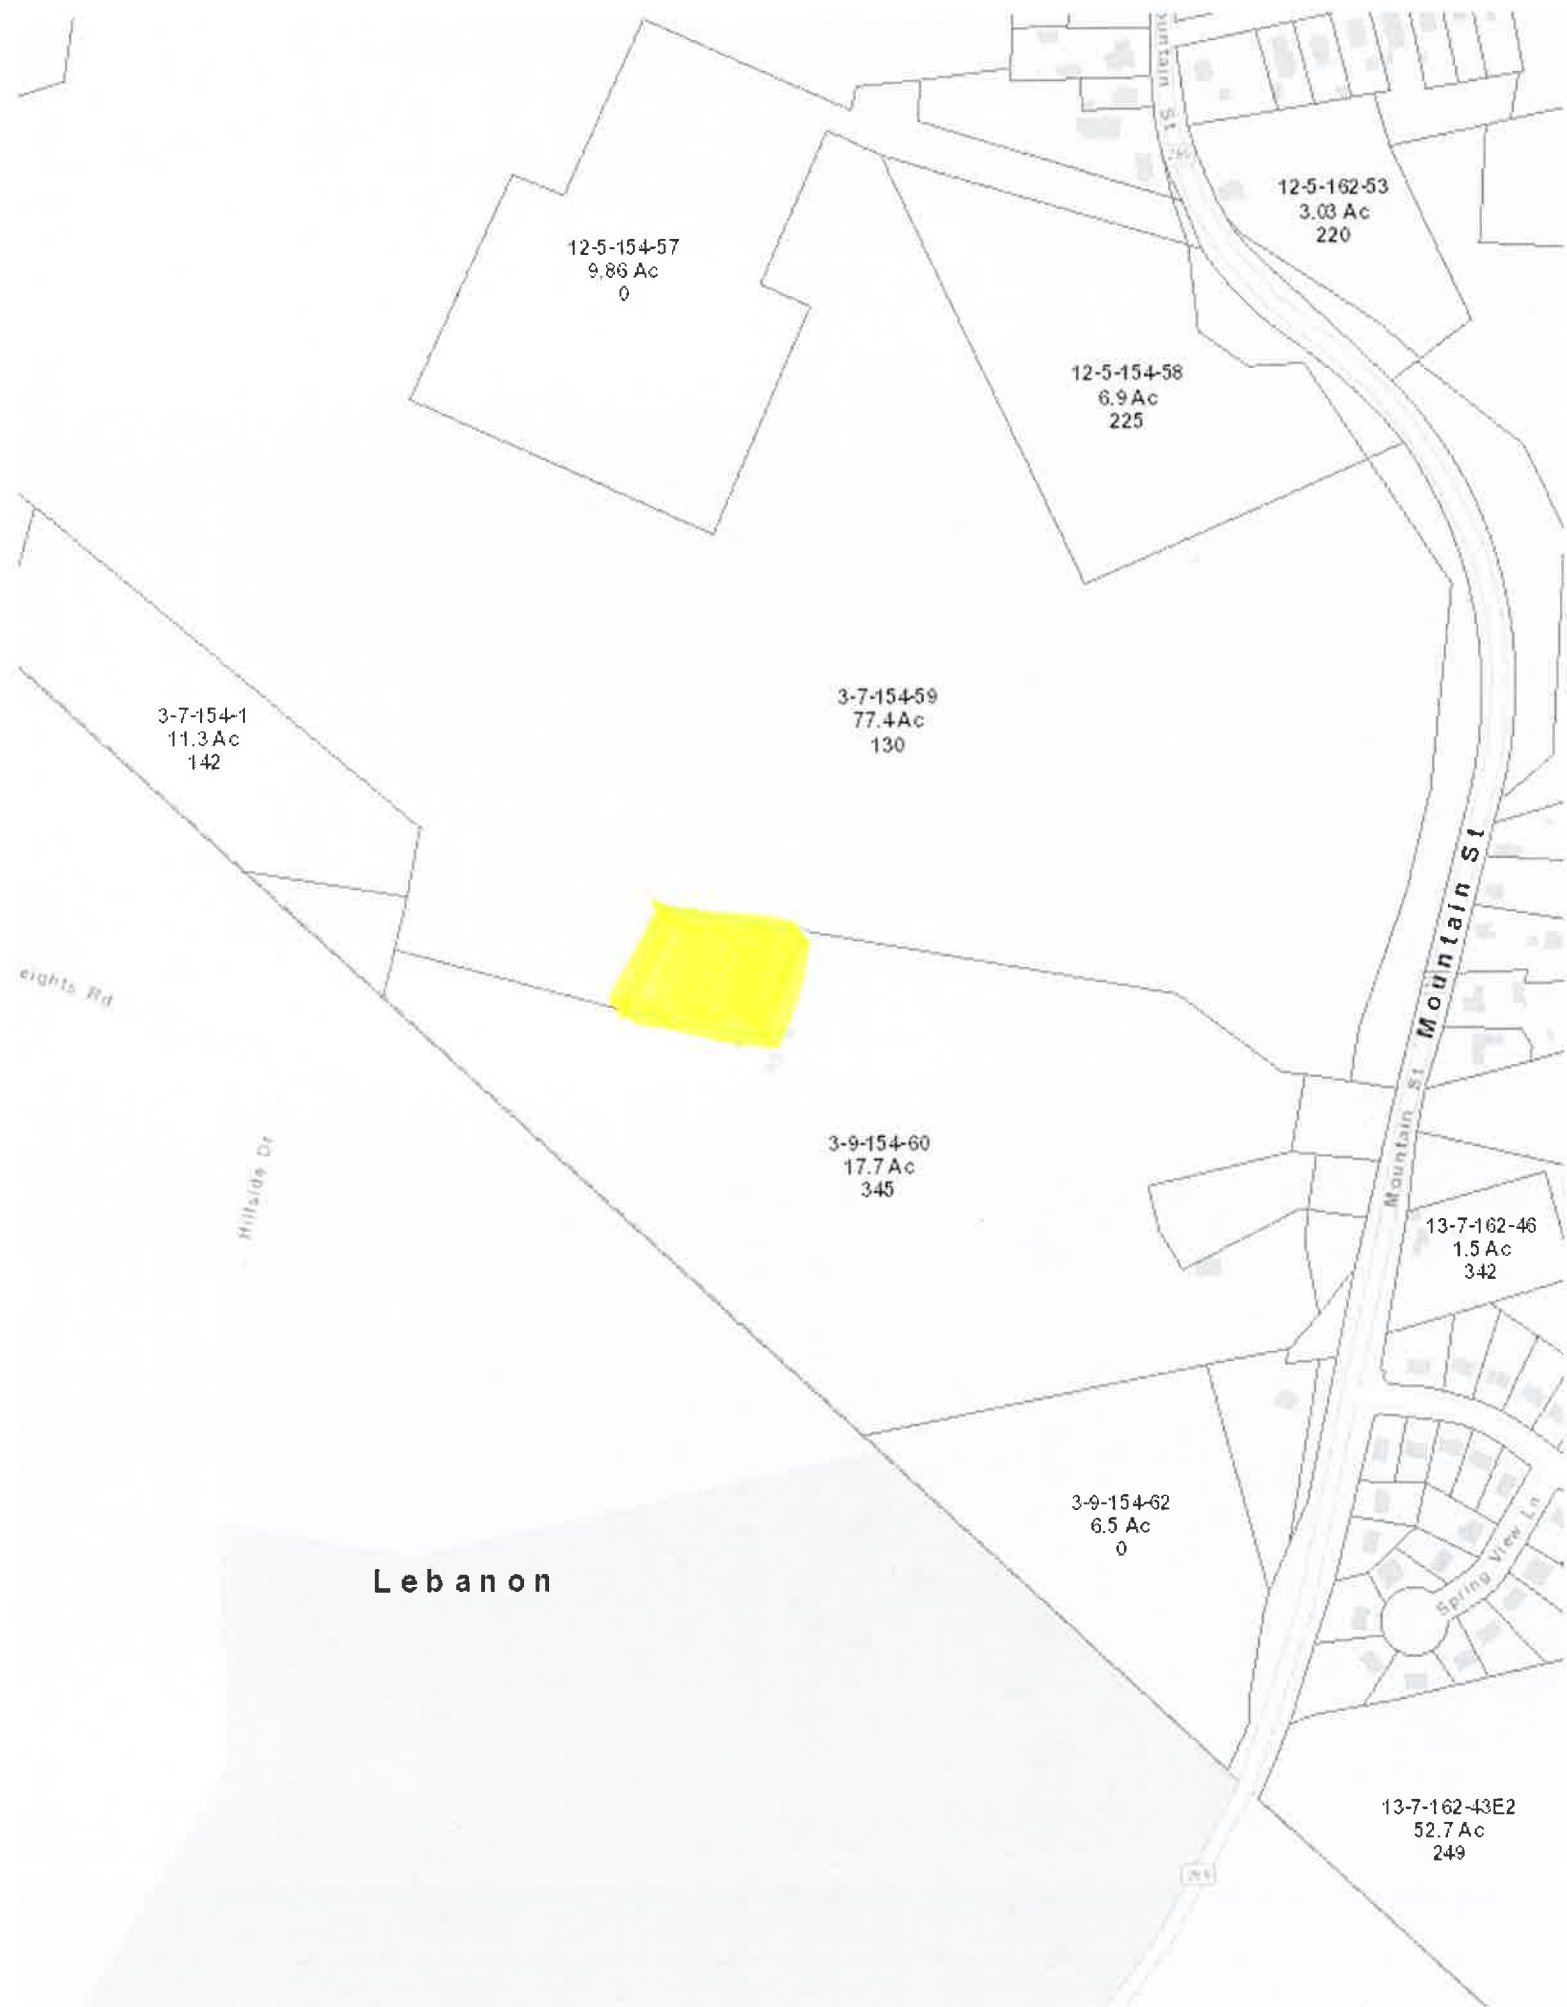 ountain St
12-5-162-53
3.03 Ac
220
12-5-154-57
9.86 Ac
0
12-5-154-58
6.9 Ac
225
3-7-154-59
77.4 Ac
130
3-7-154-1
11.3 Ac
142
Mountain St
eights Rd
Mountain St
3-9-154-60
17.7 Ac
345
Hillside Dr
13-7-162-46
1.5 Ac
342
3-9-154-62
6.5 Ac
0
Spring View Ln
Lebanon
13-7-162-43E2
52.7 Ac
249